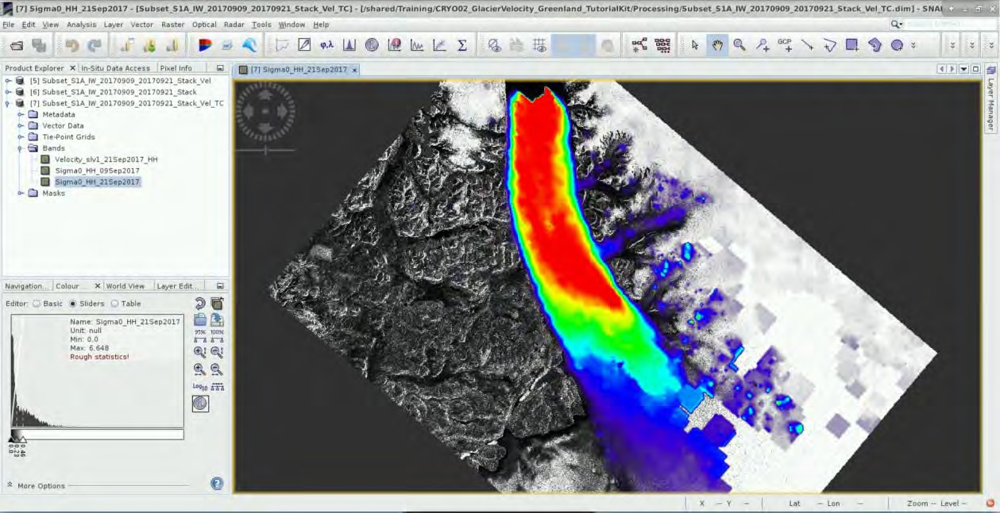 [7] Sigma0_HH_21Sep2017 - [Subset_S1A_IW_20170909_20170921_Stack_Vel_TC] - [/shared/Training/CRYO02_GlacierVelocity_Greenland_TutorialKit/Processing/Subset_S1A_IW_20170909_20170921_Stack_Vel_TC.dim] - SNA
File Edit View Analysis Layer Vector Raster Optical Radar Tools Window Help
GCP
Product Explorer × In-Situ Data Access Pixel Info
[7] Sigma0_HH_21Sep2017 ×
[5] Subset_S1A_IW_20170909_20170921_Stack_Vel
[6] Subset_S1A_IW_20170909_20170921_Stack
[7] Subset_S1A_IW_20170909_20170921_Stack_Vel_TC
Metadata
Vector Data
Tie-Point Grids
Bands
Velocity_slv1_21Sep2017_HH
Sigma0_HH_09Sep2017
Sigma0_HH_21Sep2017
Masks
Layer Manager
Navigation... Colour ... × World View Layer Edit...
Editor: Basic Sliders Table
Name: Sigma0_HH_21Sep2017
Unit: null
Min: 0.0
Max: 6.648
Rough statistics!
95% 100%
Log10
0.0
0.23
0.46
More Options
X -- Y -- Lat -- Lon -- Zoom -- Level --